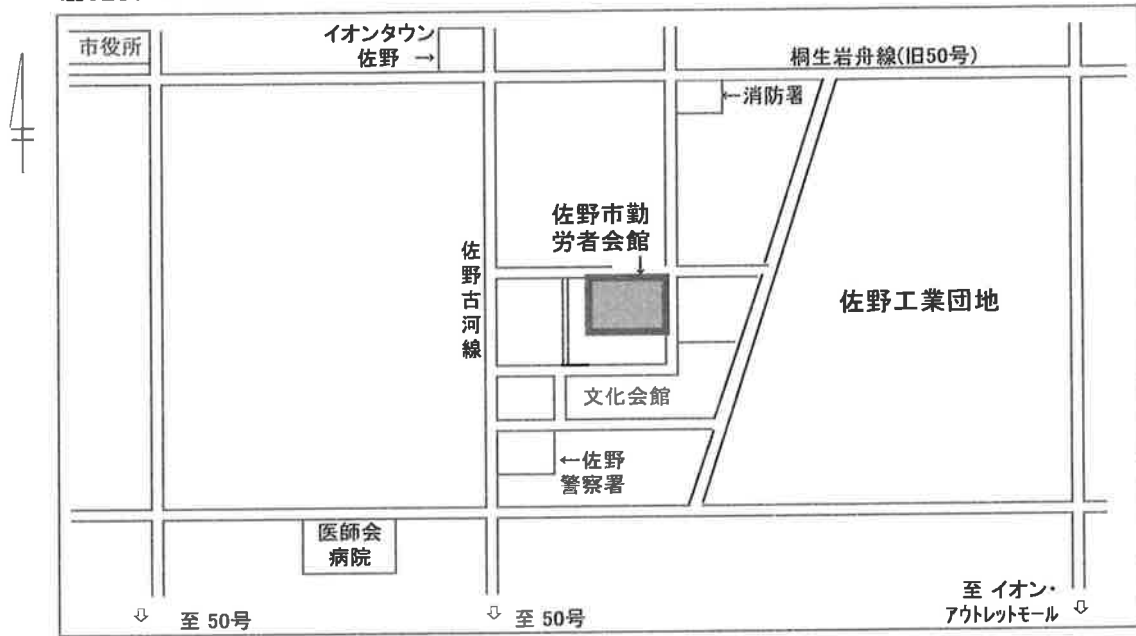 市役所
イオンタウン
佐野 →
桐生岩舟線(旧50号)
←消防署
佐野市勤
労者会館
↓
佐野古河線
佐野工業団地
文化会館
←佐野
警察署
医師会
病院
至 50号
至 50号
至 イオン・
アウトレットモール